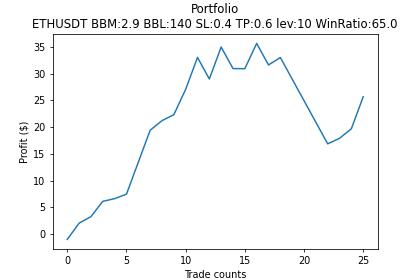 Portfolio
ETHUSDT BBM:2.9 BBL:140 SL:0.4 TP:0.6 lev:10 WinRatio:65.0
Profit ($)
35
30
25
20
15
10
5
0
0 5 10 15 20 25
Trade counts